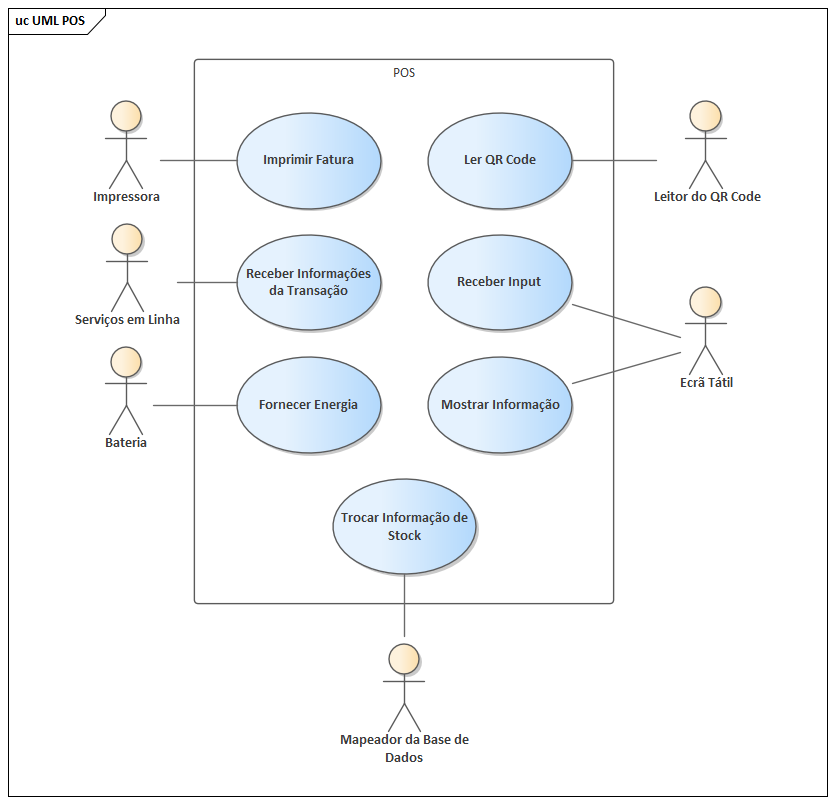 uc UML POS
POS
Imprimir Fatura
Ler QR Code
Impressora
Leitor do QR Code
Receber Informações
da Transação
Receber Input
Serviços em Linha
Ecrã Tátil
Fornecer Energia
Mostrar Informação
Bateria
Trocar Informação de
Stock
Mapeador da Base de
Dados